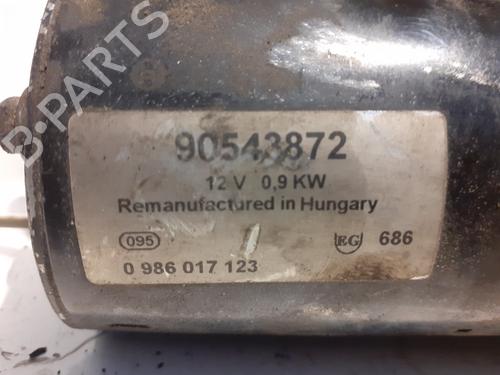 B-PARTS
90543872
12 V 0,9 KW
Remanufactured in Hungary
095 EG 686
0 986 017 123